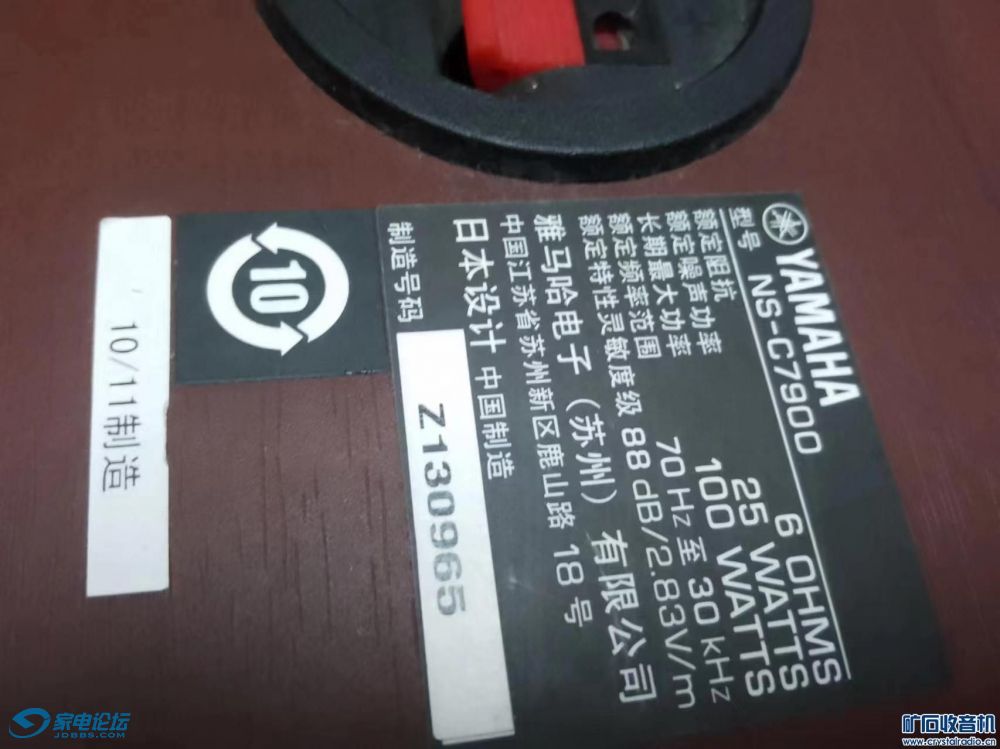 YAMAHA
型号 NS-C7900
额定阻抗 6 OHMS
额定噪声功率 25 WATTS
长期最大功率 100 WATTS
额定频率范围 70 Hz 至 30 kHz
额定特性灵敏度级 88 dB/2.83V/m
雅马哈电子（苏州）有限公司
中国江苏省苏州新区鹿山路 18 号
日本设计 中国制造
制造号码 Z130965
10
10/11制造
家电论坛
JDBBS.COM
矿石收音机
www.crystalradio.cn